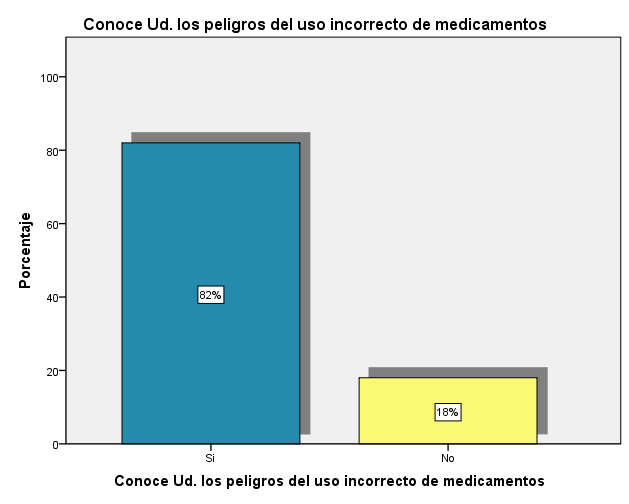 Conoce Ud. los peligros del uso incorrecto de medicamentos
100
80
60
40
20
0
Porcentaje
82%
18%
Si
No
Conoce Ud. los peligros del uso incorrecto de medicamentos